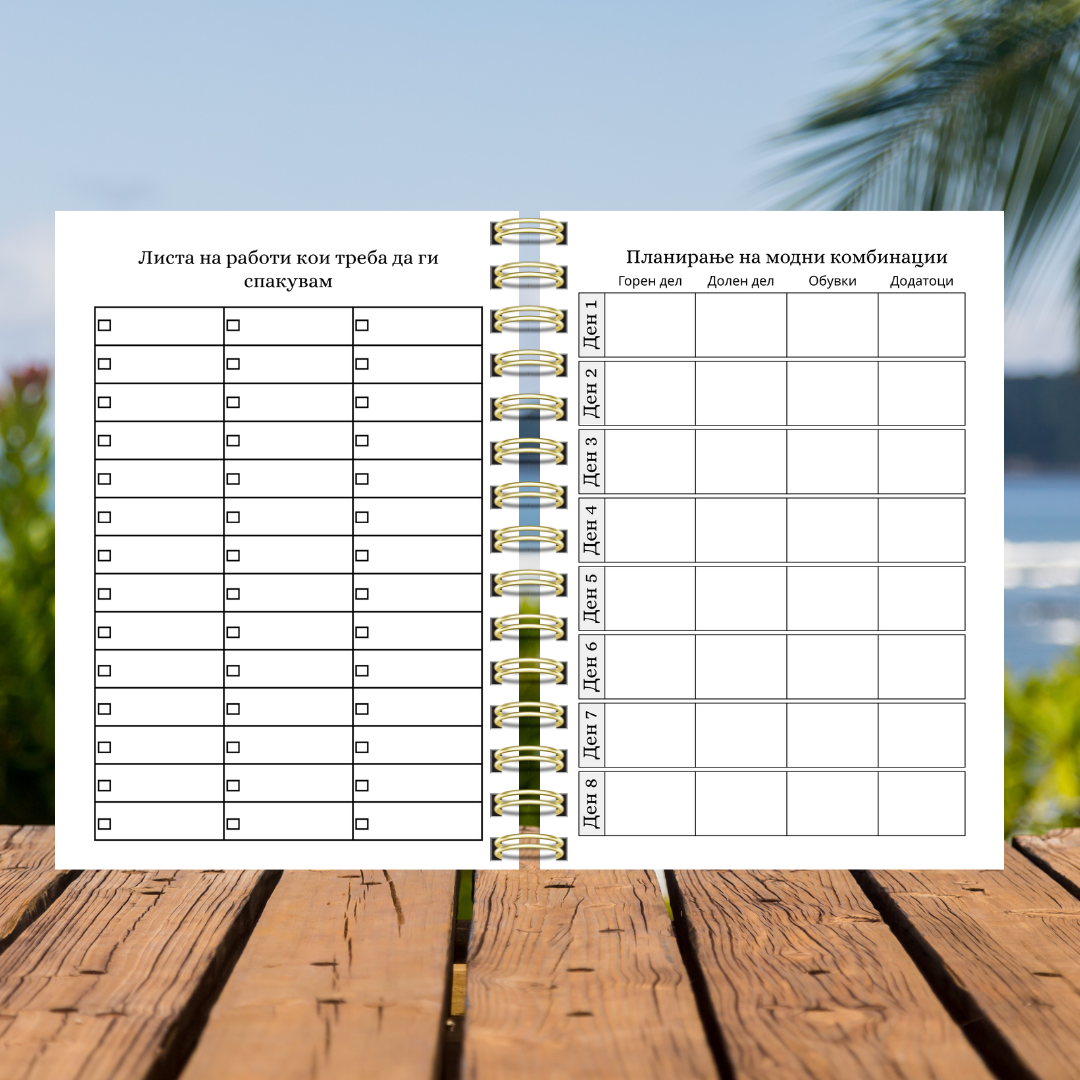 Листа на работи кои треба да ги
спакувам
Планирање на модни комбинации
Горен дел Долен дел Обувки Додатоци
Ден 1
Ден 2
Ден 3
Ден 4
Ден 5
Ден 6
Ден 7
Ден 8